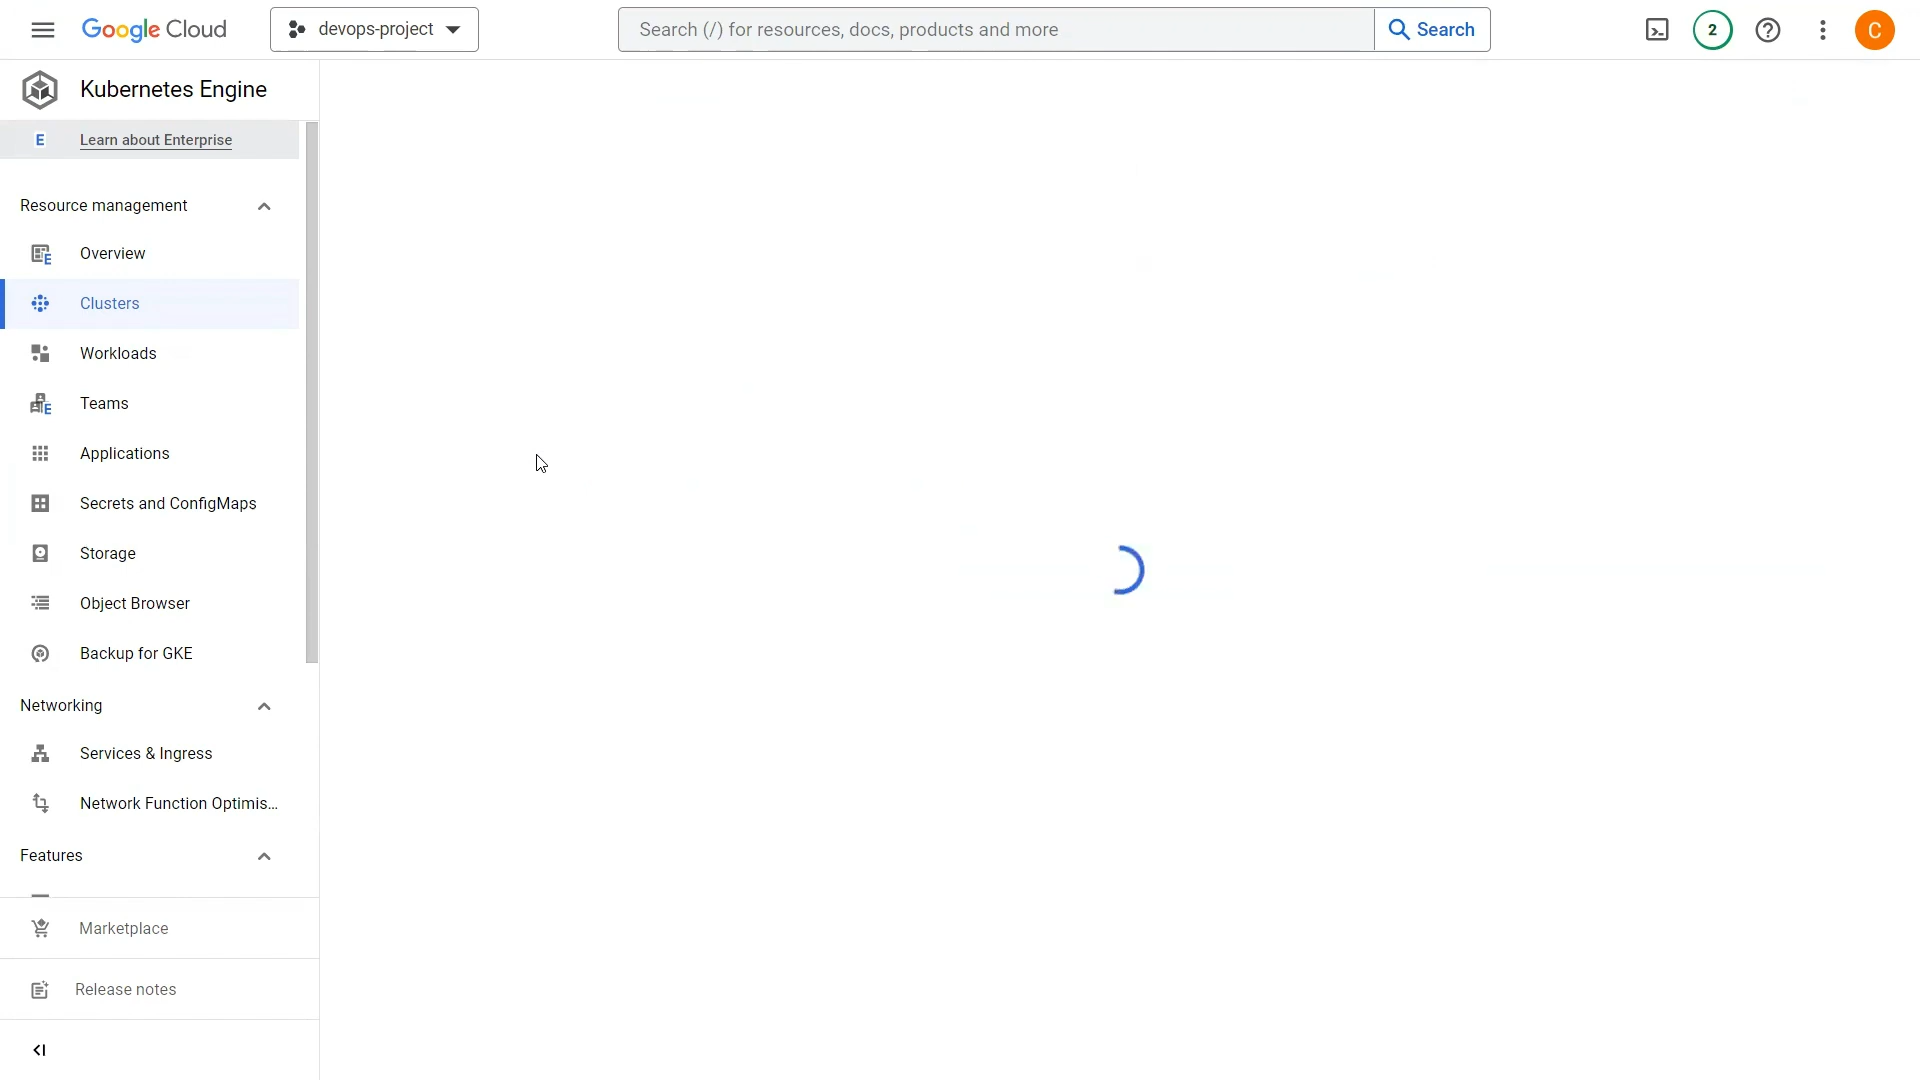 Google Cloud
devops-project
Search (/) for resources, docs, products and more
Search
2
C
Kubernetes Engine
E Learn about Enterprise
Resource management
Overview
Clusters
Workloads
Teams
Applications
Secrets and ConfigMaps
Storage
Object Browser
Backup for GKE
Networking
Services & Ingress
Network Function Optimis...
Features
Marketplace
Release notes